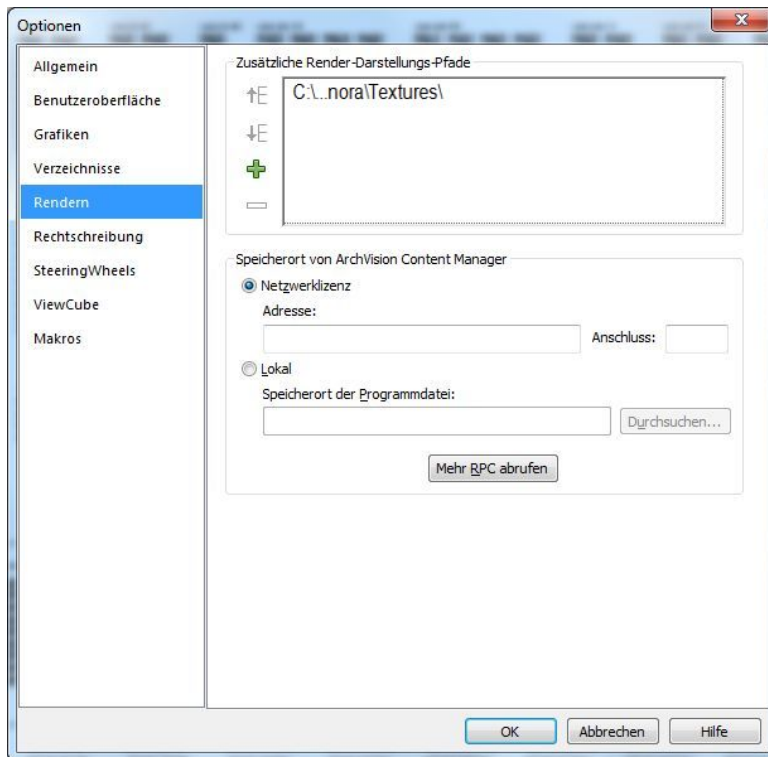 Optionen
Allgemein
Benutzeroberfläche
Grafiken
Verzeichnisse
Rendern
Rechtschreibung
SteeringWheels
ViewCube
Makros
Zusätzliche Render-Darstellungs-Pfade
C:\..nora\Textures\
Speicherort von ArchVision Content Manager
Netzwerklizenz
Adresse:
Anschluss:
Lokal
Speicherort der Programmdatei:
Durchsuchen...
Mehr RPC abrufen
OK
Abbrechen
Hilfe